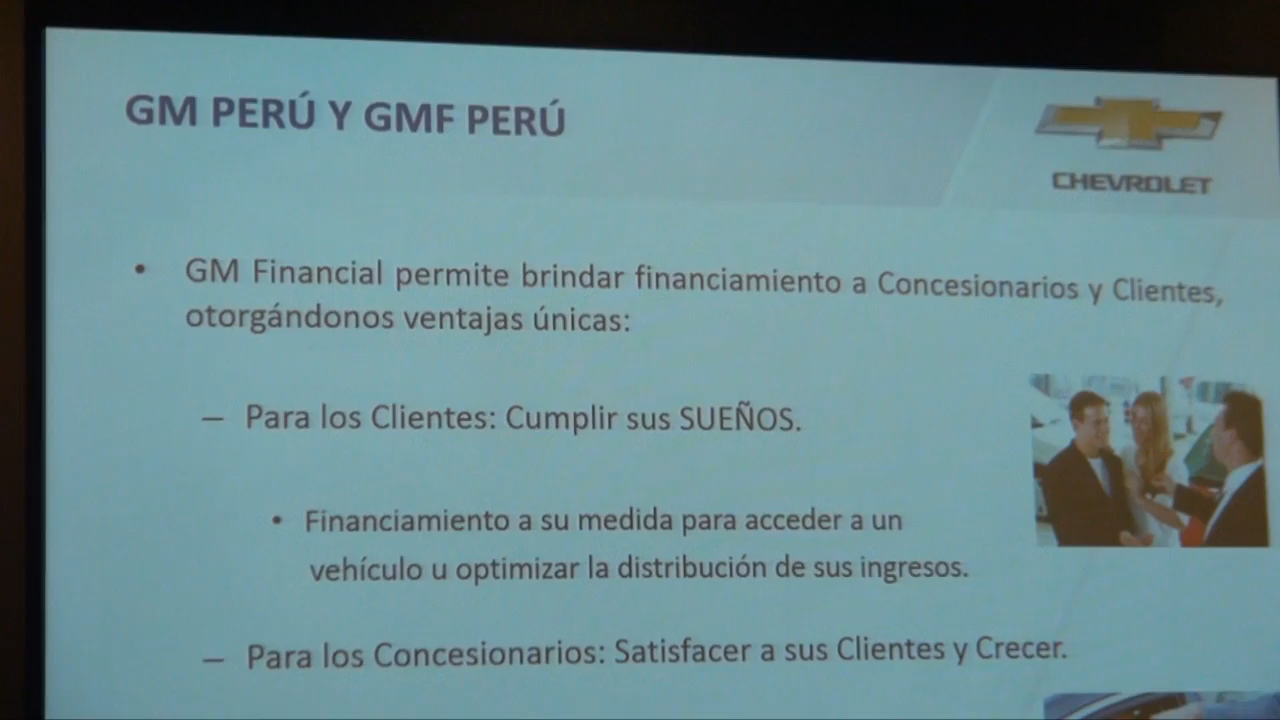 GM PERÚ Y GMF PERÚ
CHEVROLET
• GM Financial permite brindar financiamiento a Concesionarios y Clientes,
otorgándonos ventajas únicas:
– Para los Clientes: Cumplir sus SUEÑOS.
• Financiamiento a su medida para acceder a un
vehículo u optimizar la distribución de sus ingresos.
– Para los Concesionarios: Satisfacer a sus Clientes y Crecer.